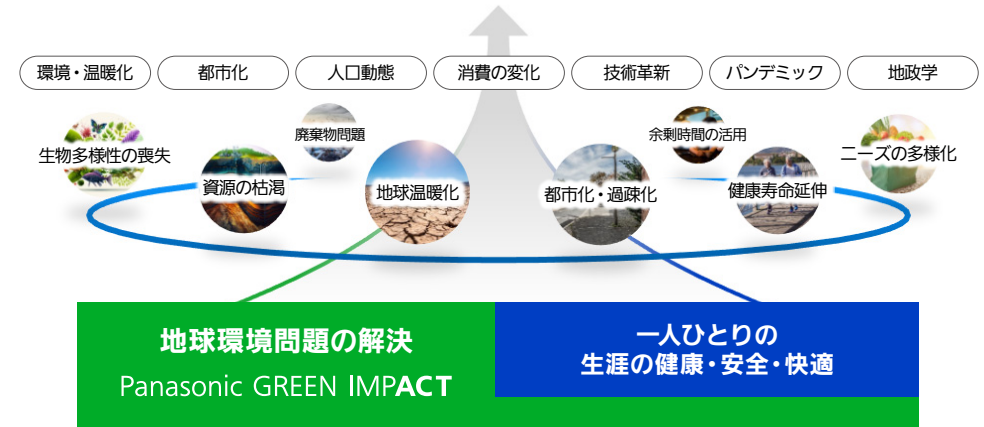 環境・温暖化
都市化
人口動態
消費の変化
技術革新
パンデミック
地政学
生物多様性の喪失
資源の枯渇
廃棄物問題
地球温暖化
都市化・過疎化
余剰時間の活用
健康寿命延伸
ニーズの多様化
地球環境問題の解決
Panasonic GREEN IMPACT
一人ひとりの
生涯の健康・安全・快適